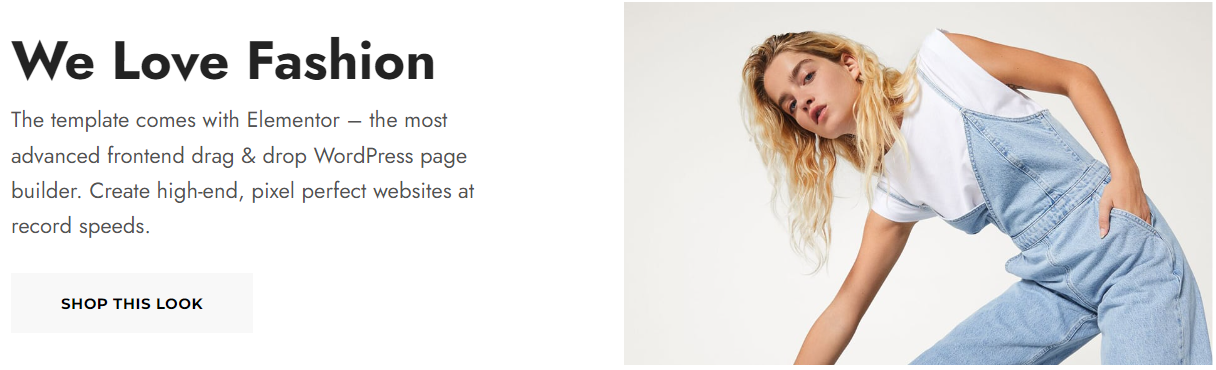 We Love Fashion
The template comes with Elementor – the most
advanced frontend drag & drop WordPress page
builder. Create high-end, pixel perfect websites at
record speeds.
SHOP THIS LOOK